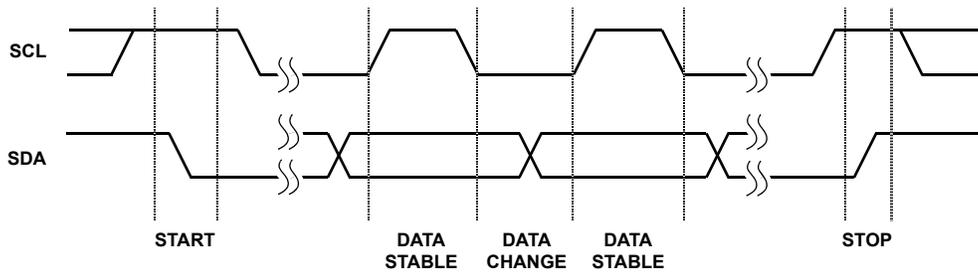 SCL
SDA
START
DATA
STABLE
DATA
CHANGE
DATA
STABLE
STOP